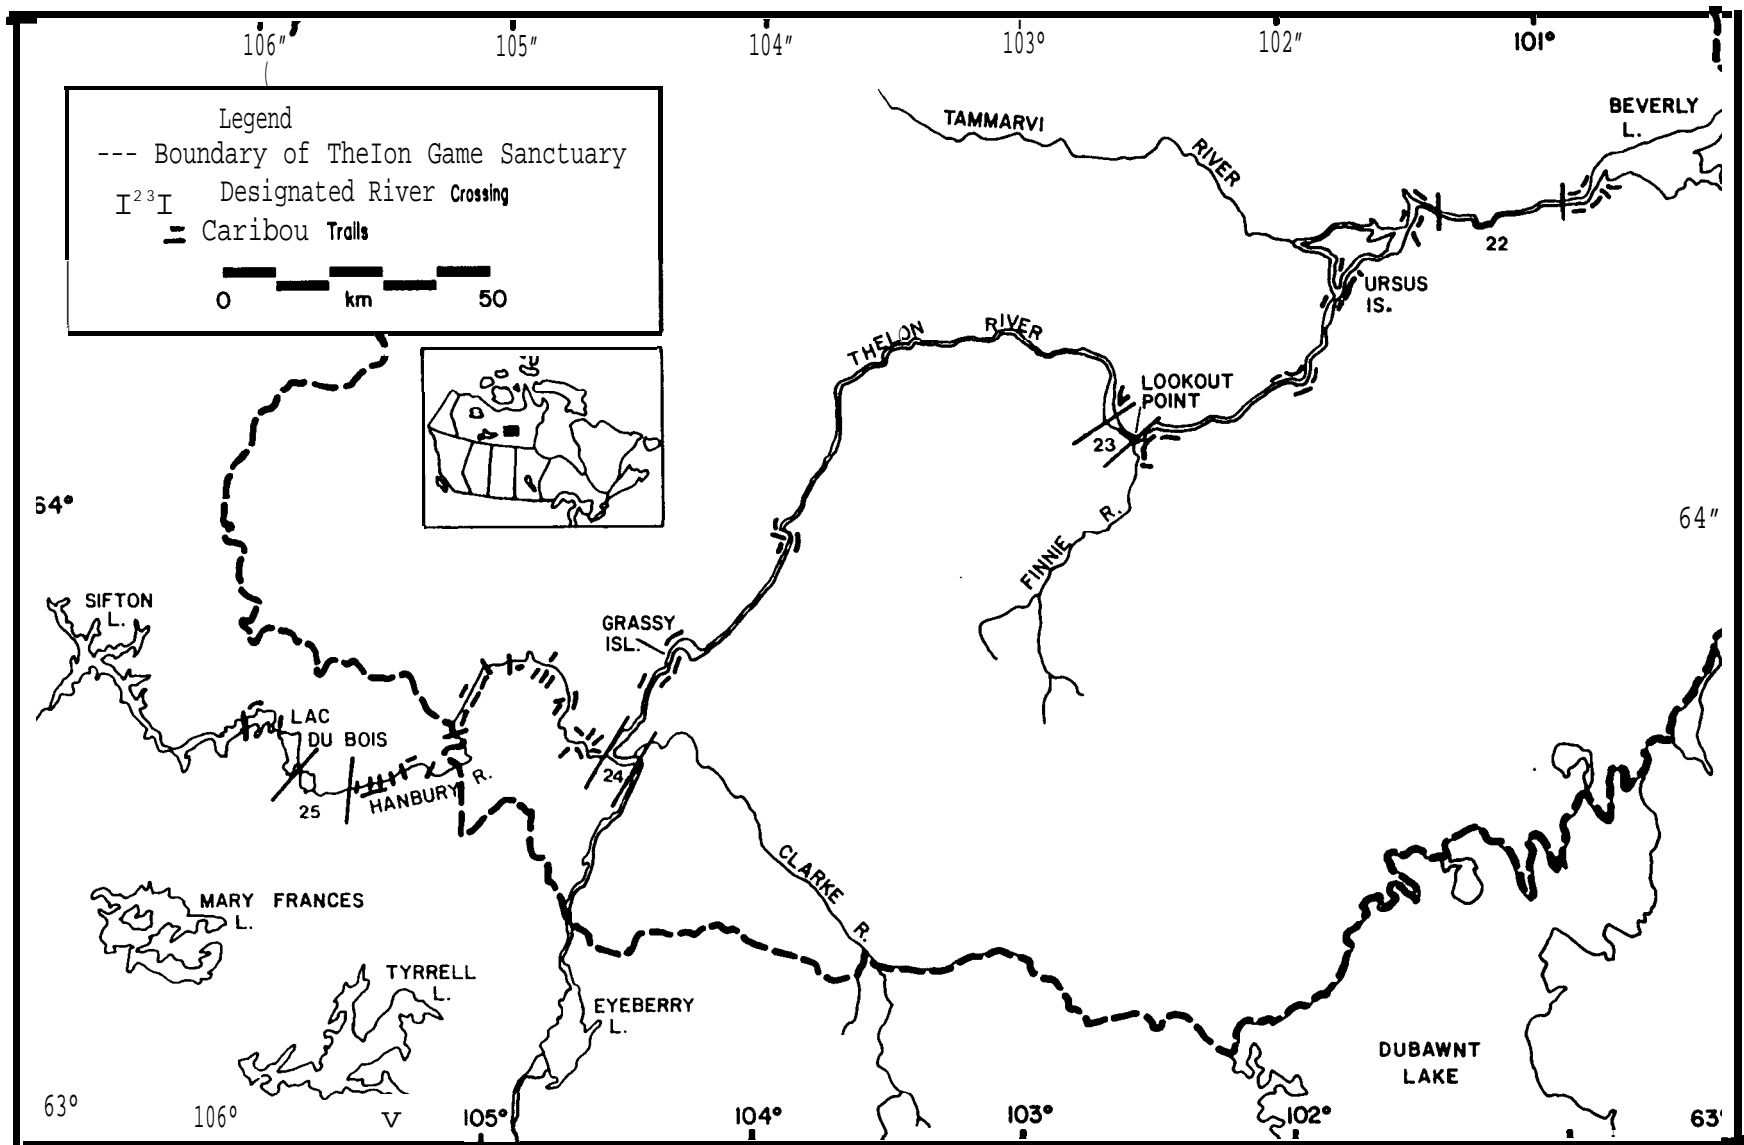 106″ 105″ 104″ 103° 102″ 101°
Legend
--- Boundary of TheIon Game Sanctuary
I²³I Designated River Crossing
Caribou Trails
0 km 50
TAMMARVI RIVER
BEVERLY
L.
22
URSUS
IS.
THELON RIVER
LOOKOUT
POINT
23
64°
64″
FINNIE R.
SIFTON
L.
GRASSY
ISL.
LAC
DU BOIS
24
25
HANBURY R.
CLARKE R.
MARY FRANCES
L.
TYRRELL
L.
EYEBERRY
L.
DUBAWNT
LAKE
63° 106° V 105° 104° 103° 102° 63°